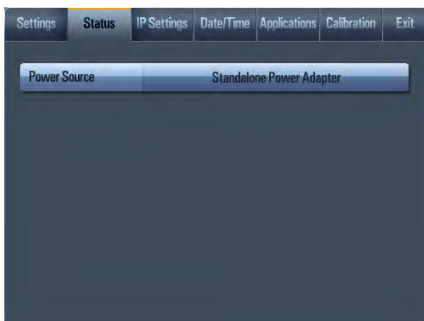 Settings Status IP Settings Date/Time Applications Calibration Exit
Power Source Standalone Power Adapter